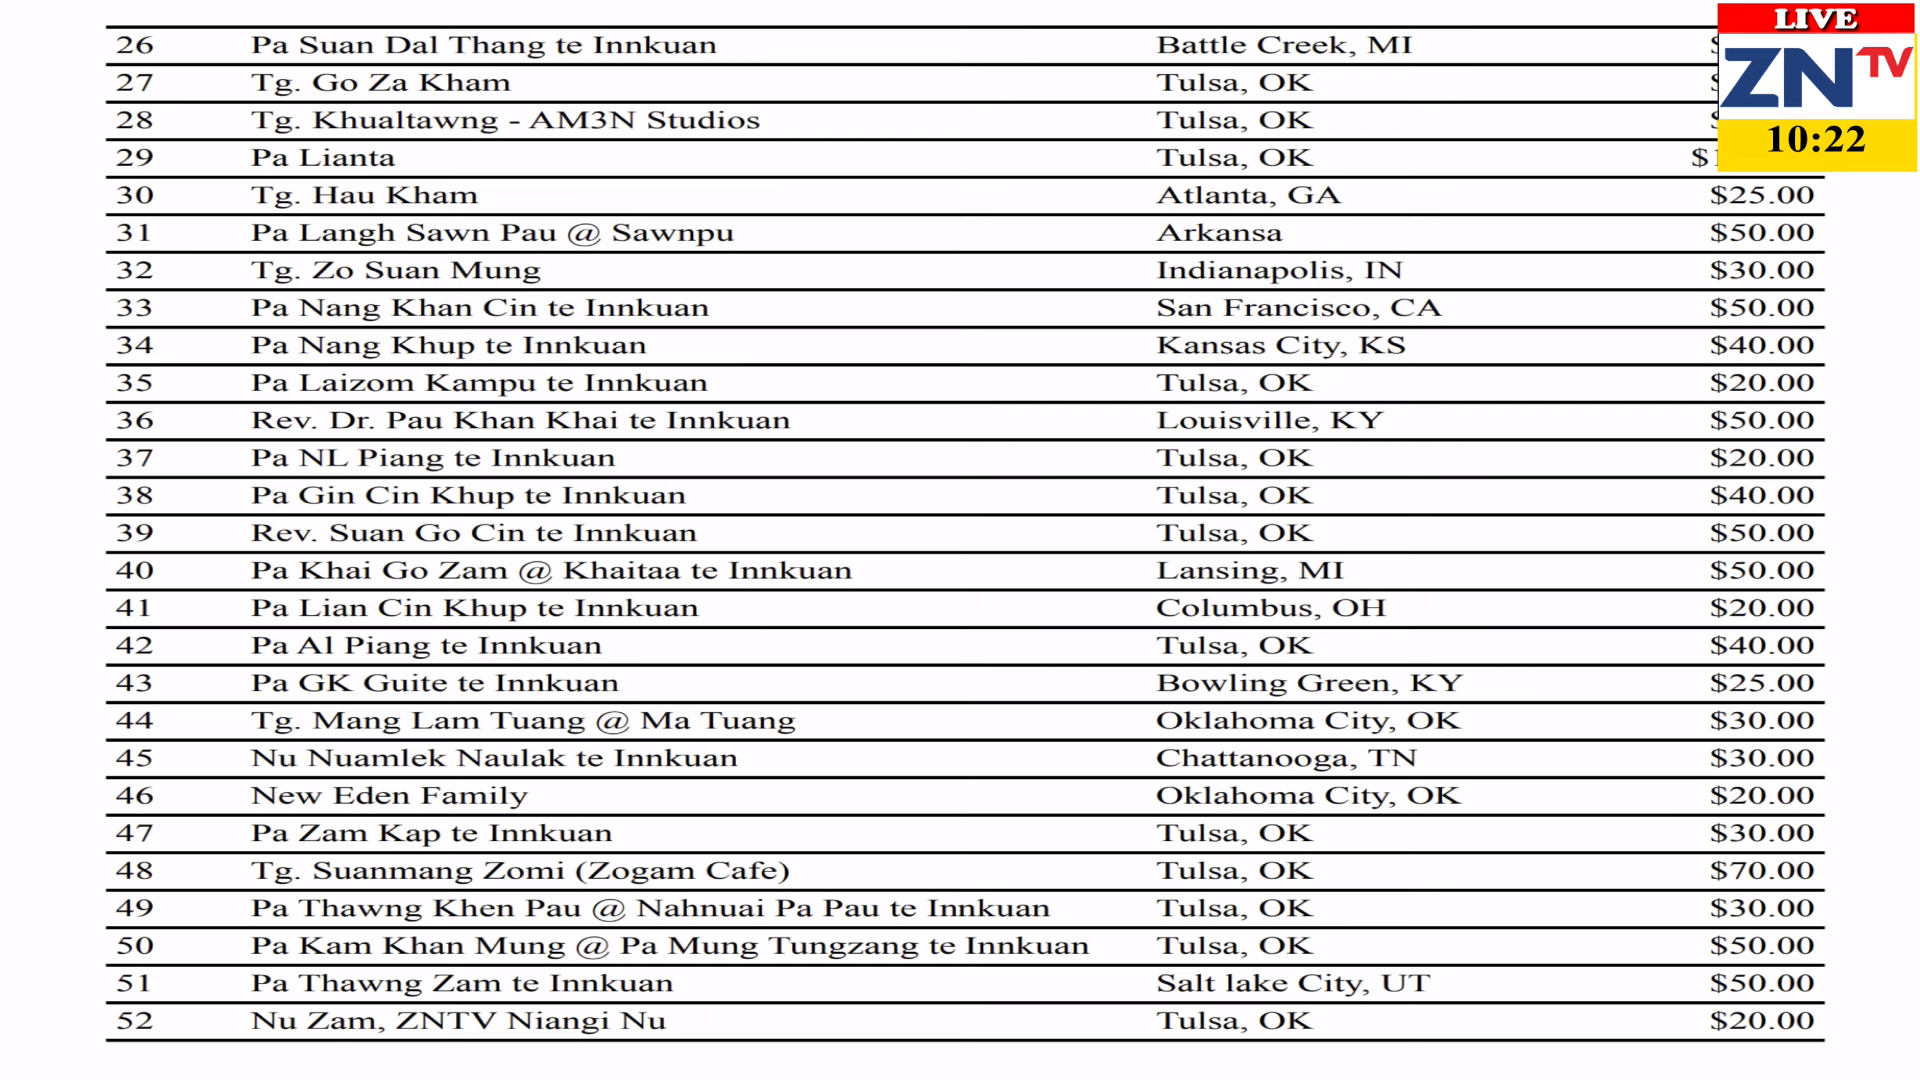 LIVE
ZN TV
10:22
26 Pa Suan Dal Thang te Innkuan Battle Creek, MI
27 Tg. Go Za Kham Tulsa, OK
28 Tg. Khualtawng - AM3N Studios Tulsa, OK
29 Pa Lianta Tulsa, OK
30 Tg. Hau Kham Atlanta, GA $25.00
31 Pa Langh Sawn Pau @ Sawnpu Arkansa $50.00
32 Tg. Zo Suan Mung Indianapolis, IN $30.00
33 Pa Nang Khan Cin te Innkuan San Francisco, CA $50.00
34 Pa Nang Khup te Innkuan Kansas City, KS $40.00
35 Pa Laizom Kampu te Innkuan Tulsa, OK $20.00
36 Rev. Dr. Pau Khan Khai te Innkuan Louisville, KY $50.00
37 Pa NL Piang te Innkuan Tulsa, OK $20.00
38 Pa Gin Cin Khup te Innkuan Tulsa, OK $40.00
39 Rev. Suan Go Cin te Innkuan Tulsa, OK $50.00
40 Pa Khai Go Zam @ Khaitaa te Innkuan Lansing, MI $50.00
41 Pa Lian Cin Khup te Innkuan Columbus, OH $20.00
42 Pa Al Piang te Innkuan Tulsa, OK $40.00
43 Pa GK Guite te Innkuan Bowling Green, KY $25.00
44 Tg. Mang Lam Tuang @ Ma Tuang Oklahoma City, OK $30.00
45 Nu Nuamlek Naulak te Innkuan Chattanooga, TN $30.00
46 New Eden Family Oklahoma City, OK $20.00
47 Pa Zam Kap te Innkuan Tulsa, OK $30.00
48 Tg. Suanmang Zomi (Zogam Cafe) Tulsa, OK $70.00
49 Pa Thawng Khen Pau @ Nahnuai Pa Pau te Innkuan Tulsa, OK $30.00
50 Pa Kam Khan Mung @ Pa Mung Tungzang te Innkuan Tulsa, OK $50.00
51 Pa Thawng Zam te Innkuan Salt lake City, UT $50.00
52 Nu Zam, ZNTV Niangi Nu Tulsa, OK $20.00